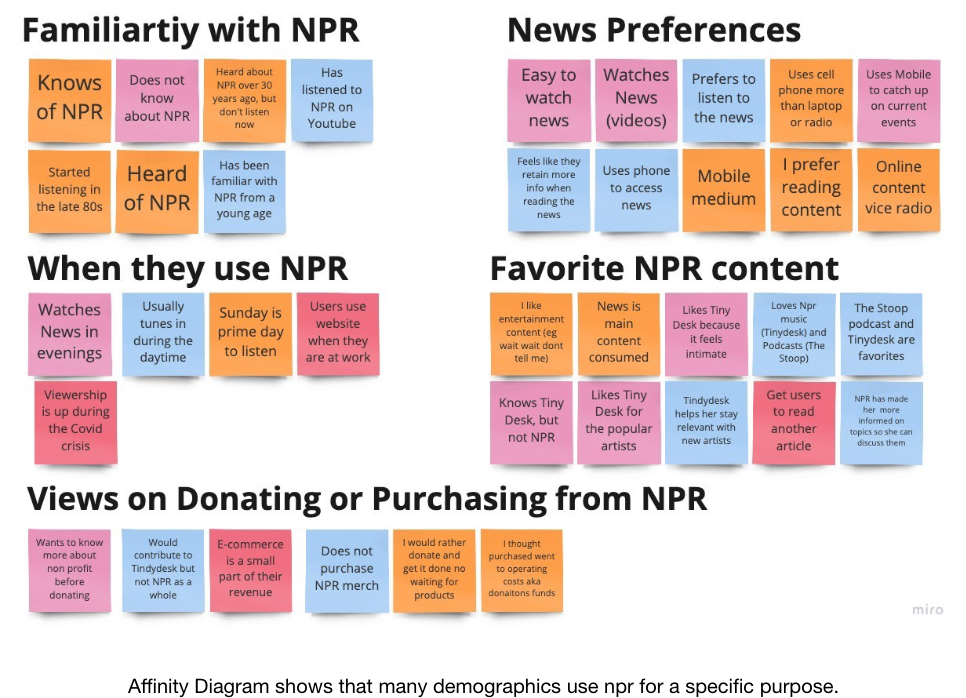 Familiartiy with NPR
Knows
of NPR
Does not
know
about NPR
Heard about
NPR over 30
years ago, but
don't listen
now
Has
listened to
NPR on
Youtube
Started
listening in
the late 80s
Heard
of NPR
Has been
familiar with
NPR from a
young age
News Preferences
Easy to
watch
news
Watches
News
(videos)
Prefers to
listen to
the news
Uses cell
phone more
than laptop
or radio
Uses Mobile
to catch up
on current
events
Feels like they
retain more
info when
reading the
news
Uses phone
to access
news
Mobile
medium
I prefer
reading
content
Online
content
vice radio
When they use NPR
Watches
News in
evenings
Usually
tunes in
during the
daytime
Sunday is
prime day
to listen
Users use
website
when they
are at work
Viewership
is up during
the Covid
crisis
Favorite NPR content
I like
entertainment
content (eg
wait wait dont
tell me)
News is
main
content
consumed
Likes Tiny
Desk because
it feels
intimate
Loves Npr
music
(Tinydesk) and
Podcasts (The
Stoop)
The Stoop
podcast and
Tinydesk are
favorites
Knows Tiny
Desk, but
not NPR
Likes Tiny
Desk for
the popular
artists
Tindydesk
helps her stay
relevant with
new artists
Get users
to read
another
article
NPR has made
her more
informed on
topics so she can
discuss them
Views on Donating or Purchasing from NPR
Wants to know
more about
non profit
before
donating
Would
contribute to
Tindydesk but
not NPR as a
whole
E-commerce
is a small
part of their
revenue
Does not
purchase
NPR merch
I would rather
donate and
get it done no
waiting for
products
I thought
purchased went
to operating
costs aka
donaitons funds
miro
Affinity Diagram shows that many demographics use npr for a specific purpose.